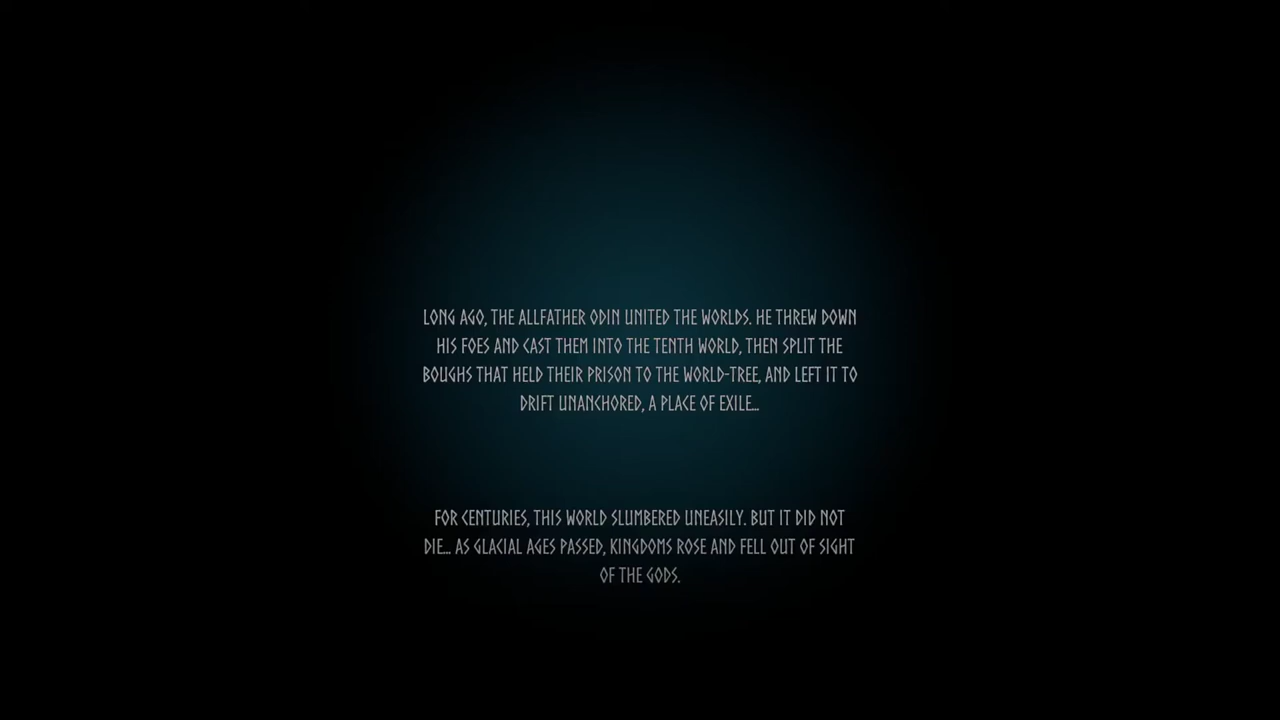 LONG AGO, THE ALLFATHER ODIN UNITED THE WORLDS. HE THREW DOWN
HIS FOES AND CAST THEM INTO THE TENTH WORLD, THEN SPLIT THE
BOUGHS THAT HELD THEIR PRISON TO THE WORLD-TREE, AND LEFT IT TO
DRIFT UNANCHORED, A PLACE OF EXILE...
FOR CENTURIES, THIS WORLD SLUMBERED UNEASILY. BUT IT DID NOT
DIE... AS GLACIAL AGES PASSED, KINGDOMS ROSE AND FELL OUT OF SIGHT
OF THE GODS.